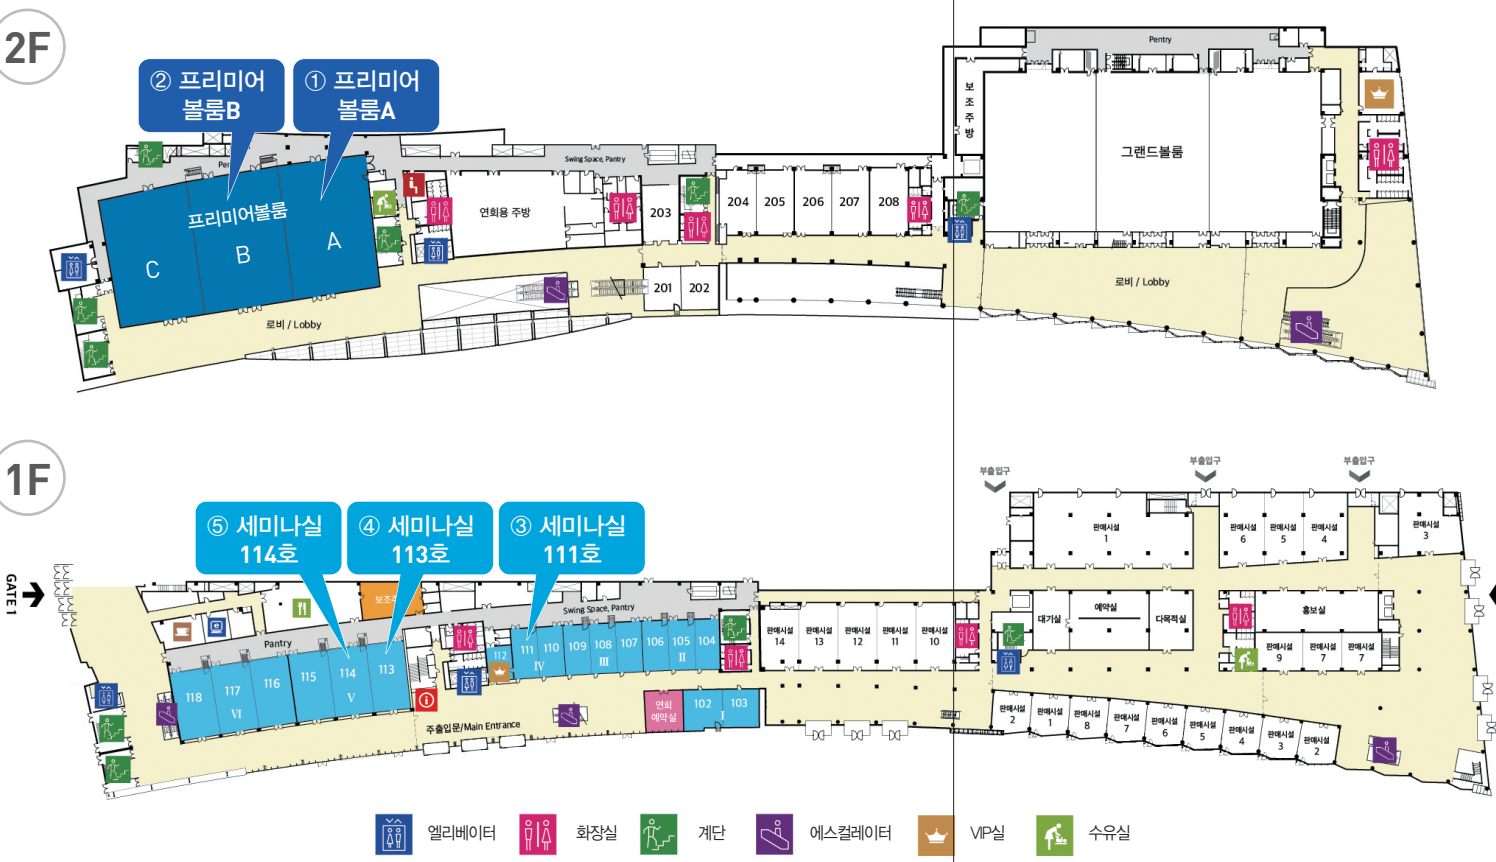 2F
② 프리미어
볼룸B
① 프리미어
볼룸A
Pentry
보조주방
그랜드볼룸
Swing Space, Pantry
연회용 주방
프리미어볼룸
C
B
A
203
204
205
206
207
208
201
202
로비 / Lobby
로비 / Lobby
1F
⑤ 세미나실
114호
④ 세미나실
113호
③ 세미나실
111호
부출입구
부출입구
부출입구
GATE 1
Pantry
Swing Space, Pantry
118
117
116
VI
115
114
113
V
112
111
110
IV
109
108
107
III
106
105
104
II
연회
예약실
102
103
I
주출입문/Main Entrance
판매시설
14
판매시설
13
판매시설
12
판매시설
11
판매시설
10
판매시설
1
판매시설
6
판매시설
5
판매시설
4
판매시설
3
대기실
예약실
다목적실
홍보실
판매시설
9
판매시설
7
판매시설
7
판매시설
2
판매시설
1
판매시설
8
판매시설
7
판매시설
6
판매시설
5
판매시설
4
판매시설
3
판매시설
2
엘리베이터
화장실
계단
에스컬레이터
VIP실
수유실